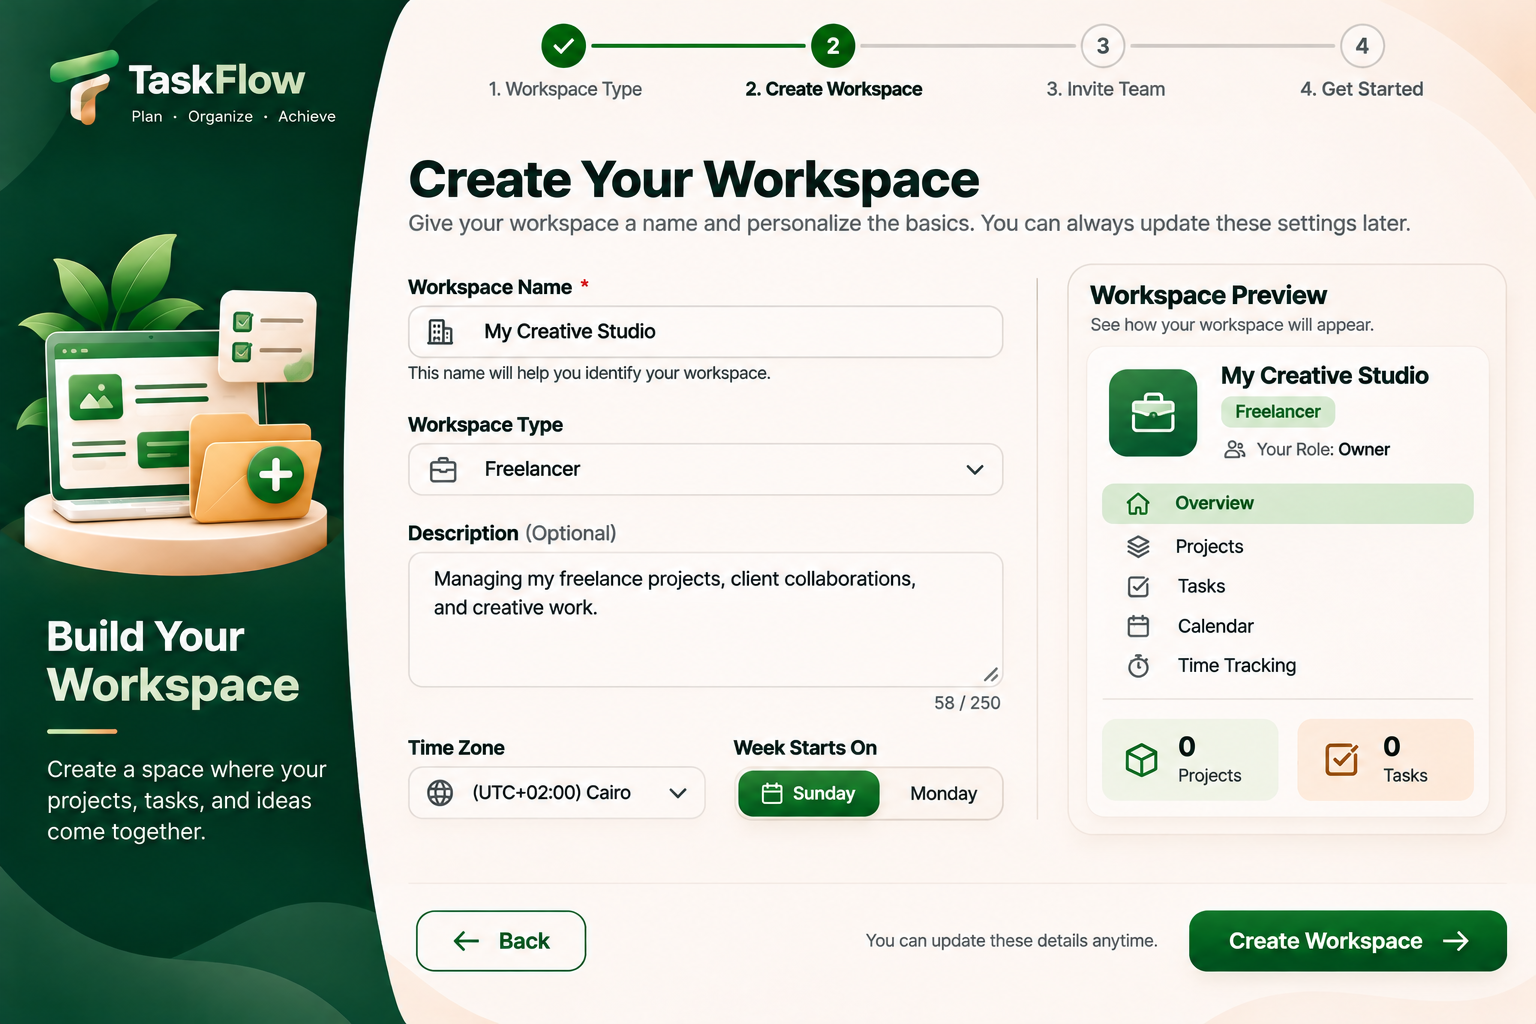 TaskFlow
Plan · Organize · Achieve
Build Your
Workspace
Create a space where your
projects, tasks, and ideas
come together.
2
3
4
1. Workspace Type
2. Create Workspace
3. Invite Team
4. Get Started
Create Your Workspace
Give your workspace a name and personalize the basics. You can always update these settings later.
Workspace Name *
My Creative Studio
This name will help you identify your workspace.
Workspace Type
Freelancer
Description (Optional)
Managing my freelance projects, client collaborations,
and creative work.
58 / 250
Time Zone
(UTC+02:00) Cairo
Week Starts On
Sunday
Monday
Workspace Preview
See how your workspace will appear.
My Creative Studio
Freelancer
Your Role: Owner
Overview
Projects
Tasks
Calendar
Time Tracking
0
Projects
0
Tasks
Back
You can update these details anytime.
Create Workspace